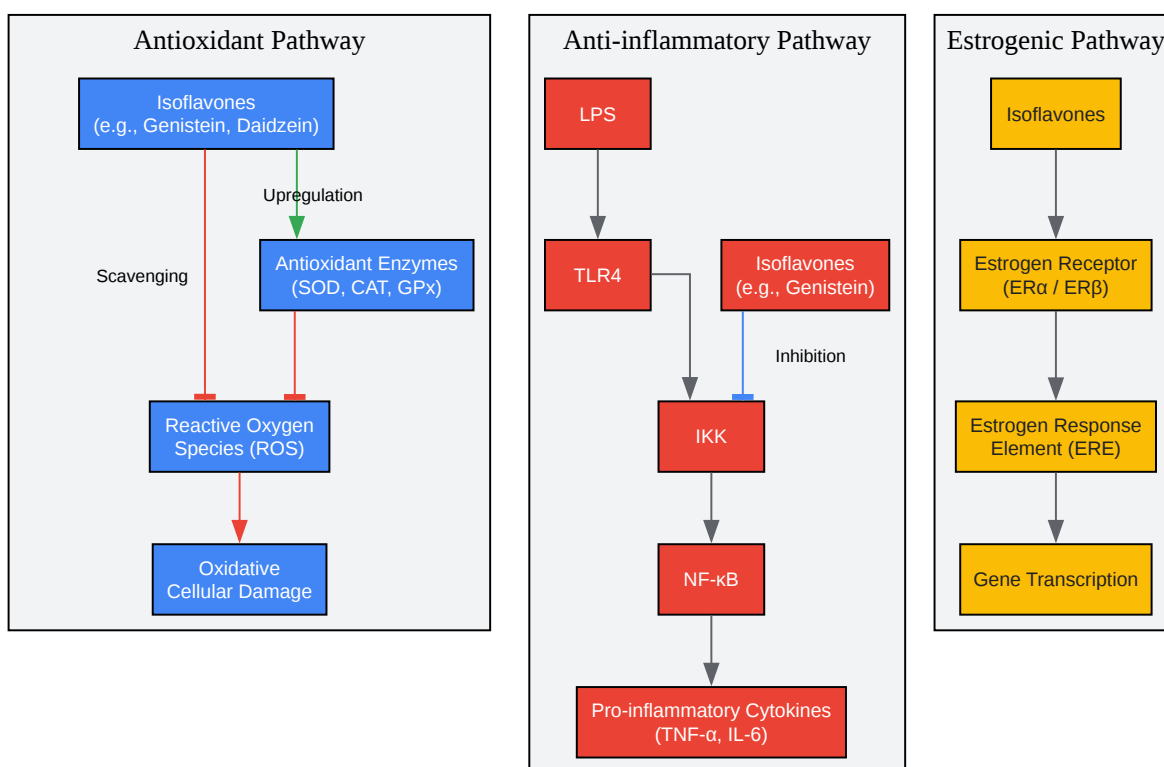 Antioxidant Pathway
Isoflavones
(e.g., Genistein, Daidzein)
Upregulation
Scavenging
Antioxidant Enzymes
(SOD, CAT, GPx)
Reactive Oxygen
Species (ROS)
Oxidative
Cellular Damage
Anti-inflammatory Pathway
LPS
TLR4
Isoflavones
(e.g., Genistein)
Inhibition
IKK
NF-κB
Pro-inflammatory Cytokines
(TNF-α, IL-6)
Estrogenic Pathway
Isoflavones
Estrogen Receptor
(ERα / ERβ)
Estrogen Response
Element (ERE)
Gene Transcription